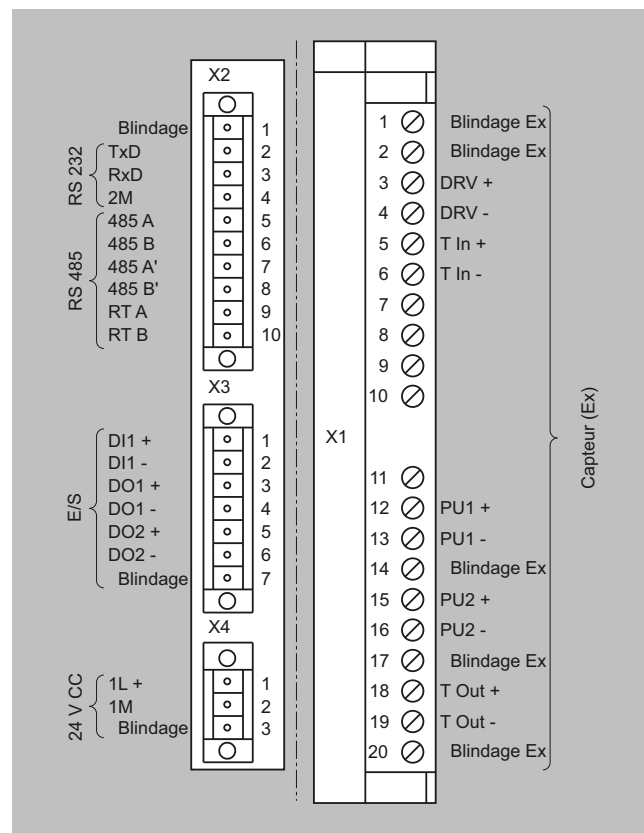 X2
Blindage 1
RS 232
TxD 2
RxD 3
2M 4
RS 485
485 A 5
485 B 6
485 A' 7
485 B' 8
RT A 9
RT B 10
X3
E/S
DI1 + 1
DI1 - 2
DO1 + 3
DO1 - 4
DO2 + 5
DO2 - 6
Blindage 7
X4
24 V CC
1L + 1
1M 2
Blindage 3
X1
1 Blindage Ex
2 Blindage Ex
3 DRV +
4 DRV -
5 T In +
6 T In -
7
8
9
10
11
12 PU1 +
13 PU1 -
14 Blindage Ex
15 PU2 +
16 PU2 -
17 Blindage Ex
18 T Out +
19 T Out -
20 Blindage Ex
Capteur (Ex)